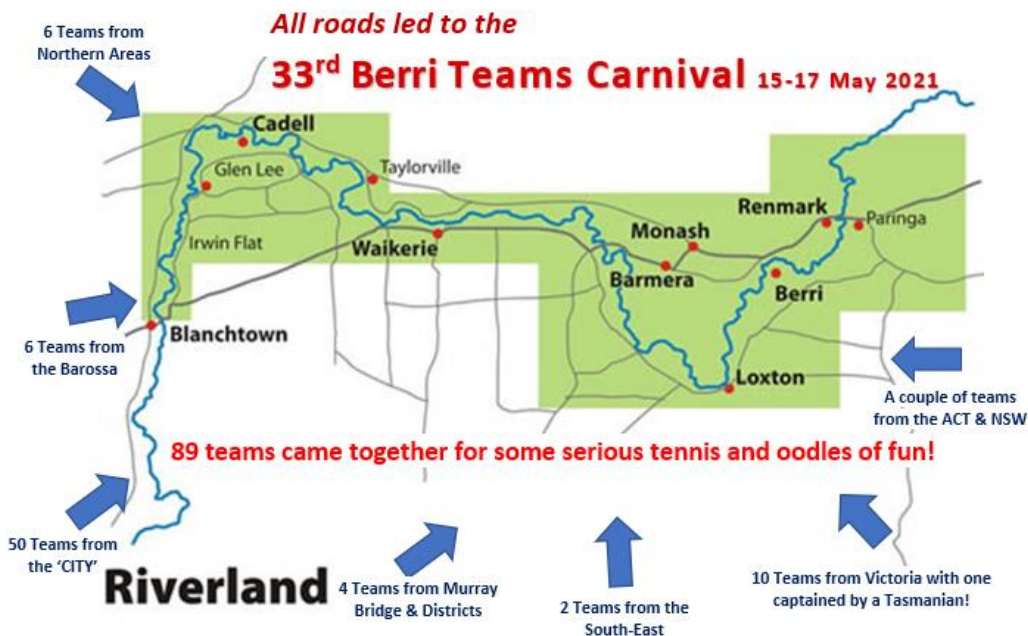 All roads led to the
33rd Berri Teams Carnival 15-17 May 2021
6 Teams from
Northern Areas
Cadell
Glen Lee
Taylorville
Irwin Flat
Waikerie
Monash
Barmera
Renmark
Paringa
Berri
Blanchtown
Loxton
6 Teams from
the Barossa
A couple of teams
from the ACT & NSW
89 teams came together for some serious tennis and oodles of fun!
50 Teams from
the ‘CITY’
Riverland
4 Teams from Murray
Bridge & Districts
2 Teams from the
South-East
10 Teams from Victoria with one
captained by a Tasmanian!